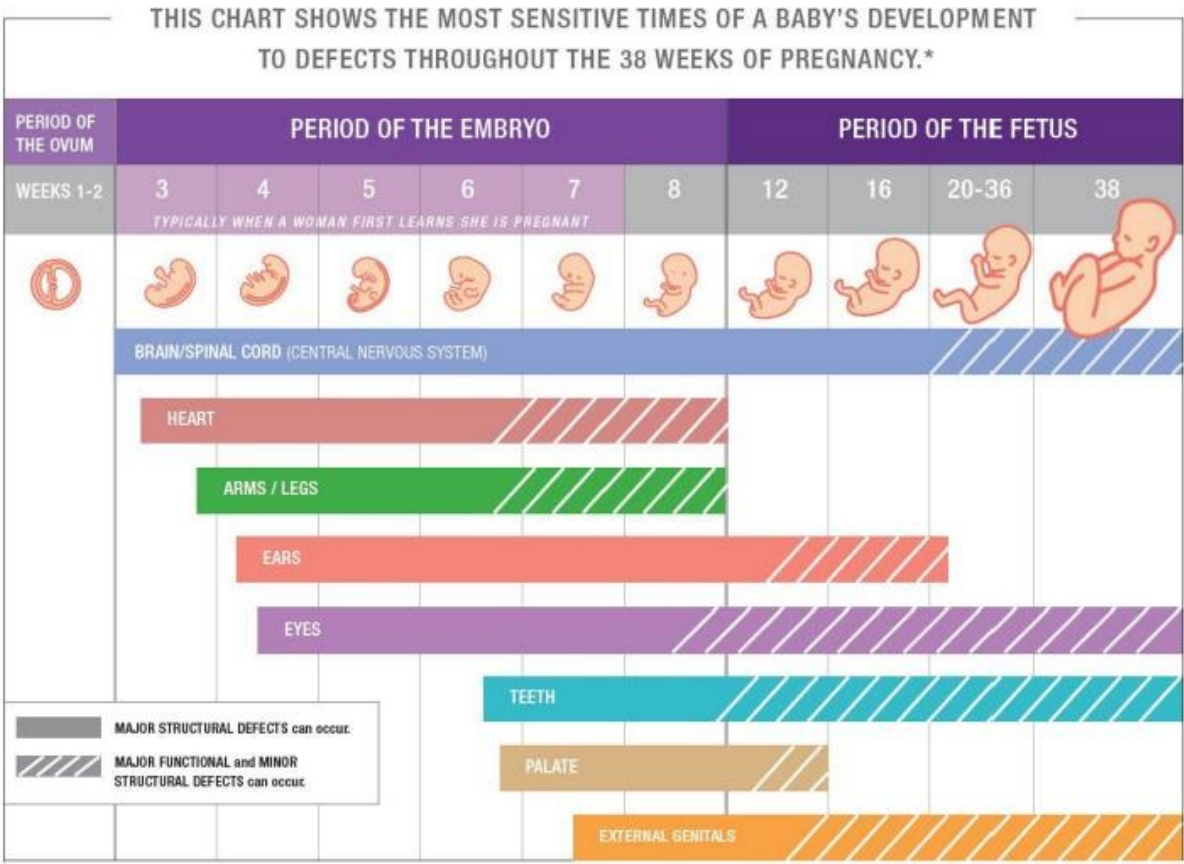 THIS CHART SHOWS THE MOST SENSITIVE TIMES OF A BABY'S DEVELOPMENT
TO DEFECTS THROUGHOUT THE 38 WEEKS OF PREGNANCY.*
PERIOD OF
THE OVUM
PERIOD OF THE EMBRYO
PERIOD OF THE FETUS
WEEKS 1-2
3
4
5
6
7
8
12
16
20-36
38
TYPICALLY WHEN A WOMAN FIRST LEARNS SHE IS PREGNANT
BRAIN/SPINAL CORD (CENTRAL NERVOUS SYSTEM)
HEART
ARMS / LEGS
EARS
EYES
TEETH
PALATE
EXTERNAL GENITALS
MAJOR STRUCTURAL DEFECTS can occur.
MAJOR FUNCTIONAL and MINOR
STRUCTURAL DEFECTS can occur.